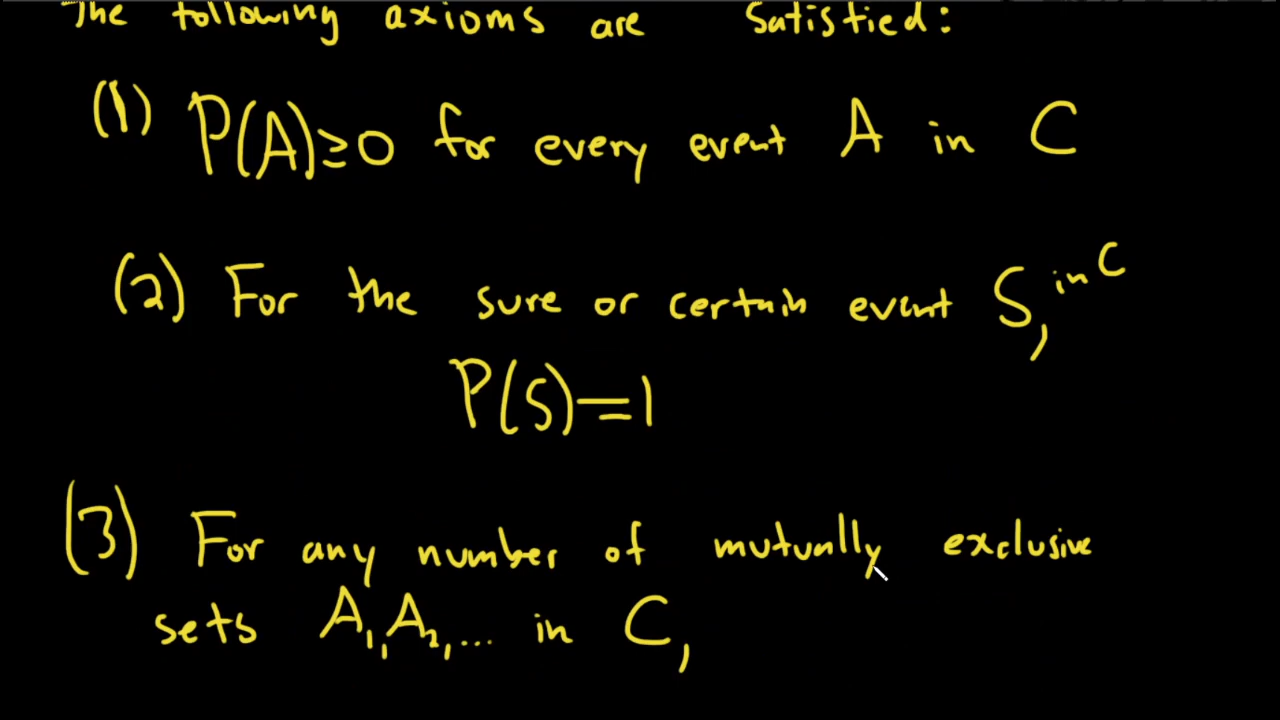 The following axioms are satisfied:
(1) P(A)≥0 for every event A in C
(2) For the sure or certain event S, in C
P(S)=1
(3) For any number of mutually exclusive
sets A₁, A₂, ... in C,